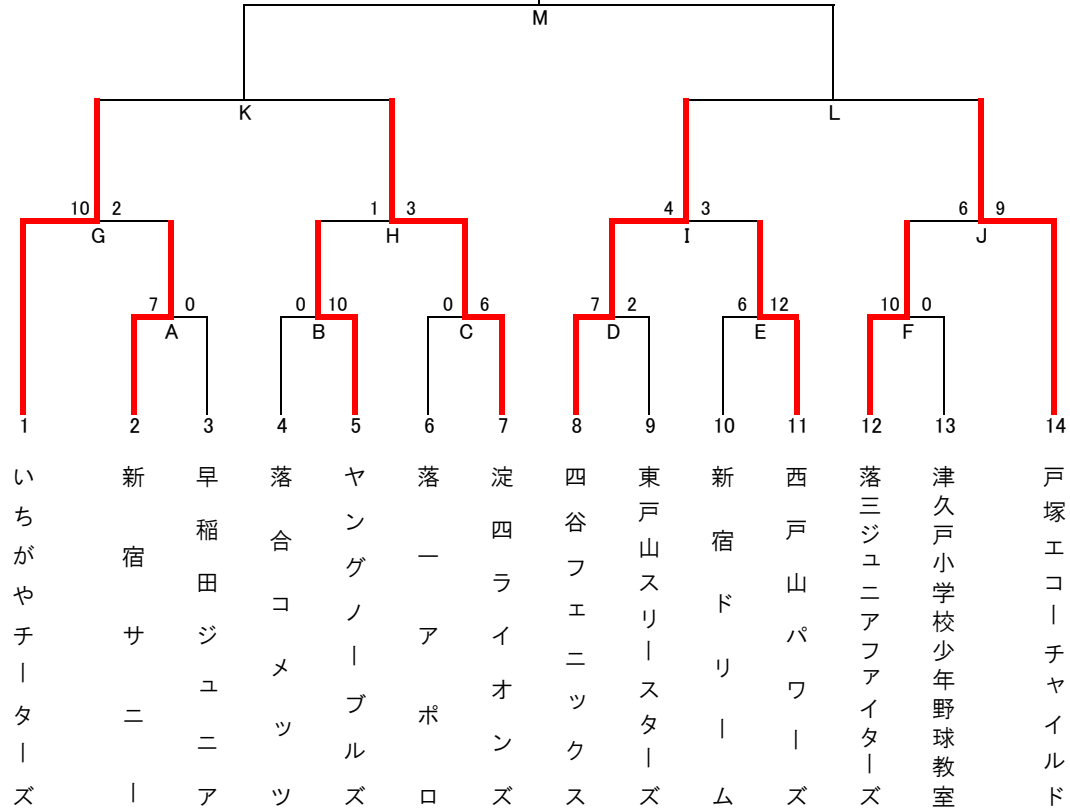 M
K
L
10 2
1 3
4 3
6 9
G
H
I
J
7 0
0 10
0 6
7 2
6 12
10 0
A
B
C
D
E
F
1
2
3
4
5
6
7
8
9
10
11
12
13
14
いちがやチーターズ
新宿サニー
早稲田ジュニア
落合コメッツ
ヤングノーブルズ
落一アポロ
淀四ライオンズ
四谷フェニックス
東戸山スリースターズ
新宿ドリーム
西戸山パワーズ
落三ジュニアファイターズ
津久戸小学校少年野球教室
戸塚エコーチャイルド